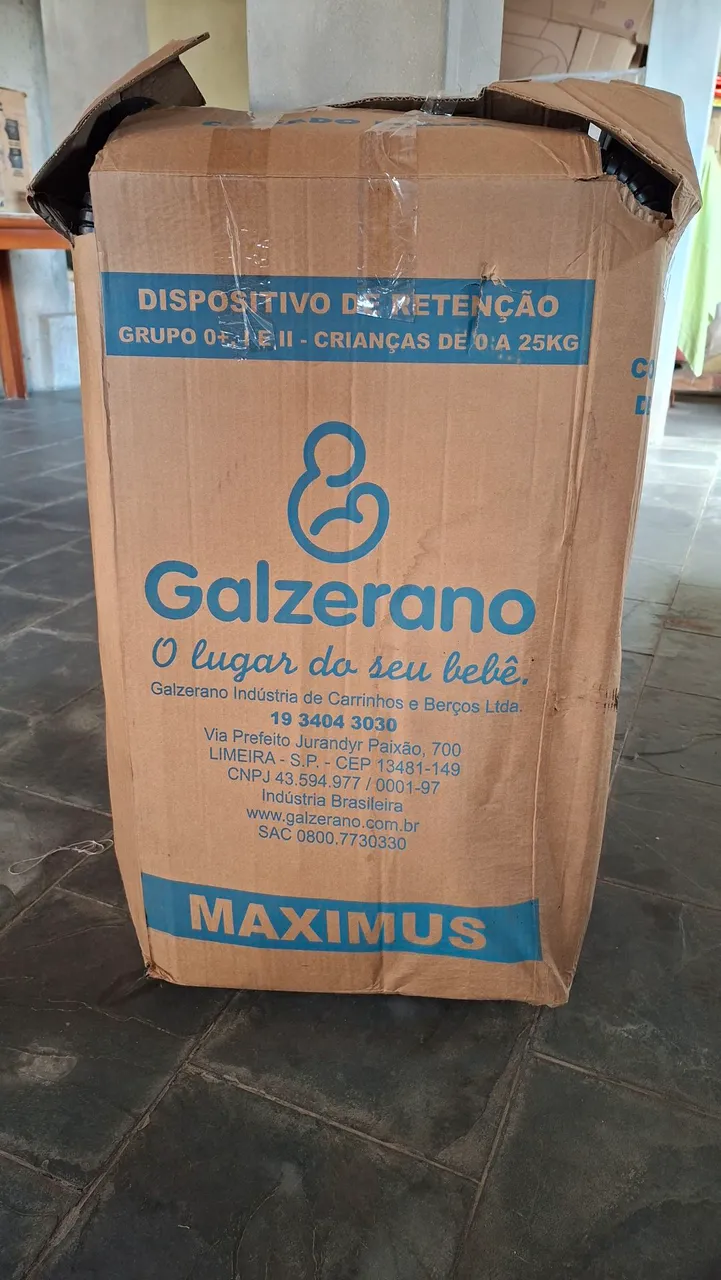 DISPOSITIVO DE RETENÇÃO
GRUPO 0+, I E II - CRIANÇAS DE 0 A 25KG
Galzerano
O lugar do seu bebê.
Galzerano Indústria de Carrinhos e Berços Ltda.
19 3404 3030
Via Prefeito Jurandyr Paixão, 700
LIMEIRA - S.P. - CEP 13481-149
CNPJ 43.594.977 / 0001-97
Indústria Brasileira
www.galzerano.com.br
SAC 0800.7730330
MAXIMUS